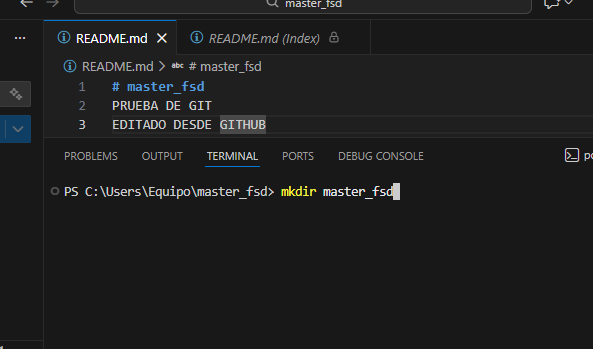 master_fsd
README.md
README.md (Index)
README.md > abc # master_fsd
1 # master_fsd
2 PRUEBA DE GIT
3 EDITADO DESDE GITHUB
PROBLEMS OUTPUT TERMINAL PORTS DEBUG CONSOLE
PS C:\Users\Equipo\master_fsd> mkdir master_fsd